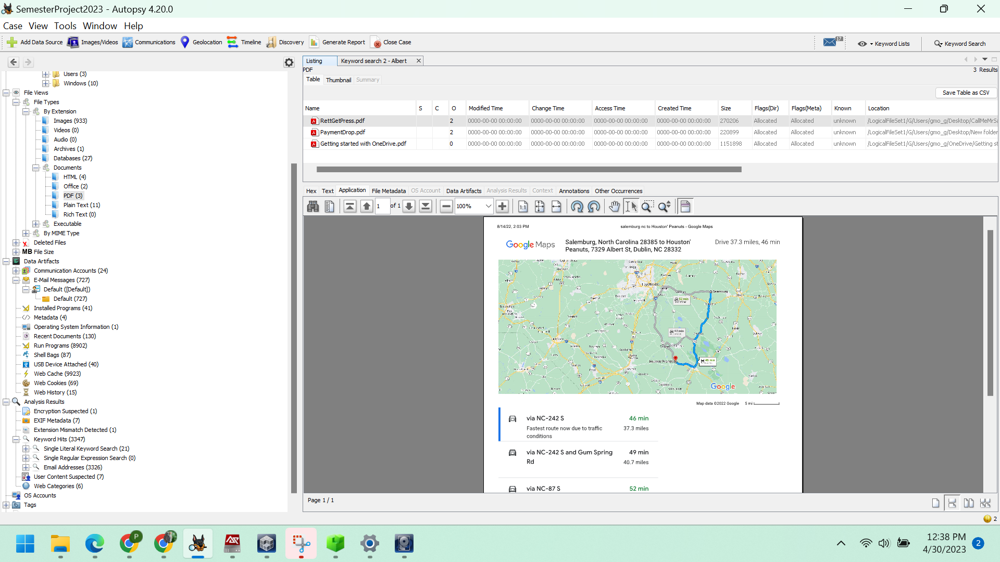 SemesterProject2023 - Autopsy 4.20.0
Case View Tools Window Help
Add Data Source Images/Videos Communications Geolocation Timeline Discovery Generate Report Close Case 17 Keyword Lists Keyword Search
Users (3)
Windows (10)
File Views
File Types
By Extension
Images (933)
Videos (0)
Audio (0)
Archives (1)
Databases (27)
Documents
HTML (4)
Office (2)
PDF (3)
Plain Text (11)
Rich Text (0)
Executable
By MIME Type
Deleted Files
MB File Size
Data Artifacts
Communication Accounts (24)
E-Mail Messages (727)
Default ([Default])
Default (727)
Installed Programs (41)
Metadata (4)
Operating System Information (1)
Recent Documents (130)
Run Programs (8902)
Shell Bags (87)
USB Device Attached (40)
Web Cache (9923)
Web Cookies (69)
Web History (15)
Analysis Results
Encryption Suspected (1)
EXIF Metadata (7)
Extension Mismatch Detected (1)
Keyword Hits (3347)
Single Literal Keyword Search (21)
Single Regular Expression Search (0)
Email Addresses (3326)
User Content Suspected (7)
Web Categories (6)
OS Accounts
Tags
Listing Keyword search 2 - Albert
PDF 3 Results
Table Thumbnail Summary
Save Table as CSV
Name S C O Modified Time Change Time Access Time Created Time Size Flags(Dir) Flags(Meta) Known Location
RettGetPress.pdf 2 0000-00-00 00:00:00 0000-00-00 00:00:00 0000-00-00 00:00:00 0000-00-00 00:00:00 270206 Allocated Allocated unknown /LogicalFileSet1/G/Users/gmo_g/Desktop/CallMeMrSa
PaymentDrop.pdf 2 0000-00-00 00:00:00 0000-00-00 00:00:00 0000-00-00 00:00:00 0000-00-00 00:00:00 220899 Allocated Allocated unknown /LogicalFileSet1/G/Users/gmo_g/Desktop/New folder
Getting started with OneDrive.pdf 0 0000-00-00 00:00:00 0000-00-00 00:00:00 0000-00-00 00:00:00 0000-00-00 00:00:00 1151898 Allocated Allocated unknown /LogicalFileSet1/G/Users/gmo_g/OneDrive/Getting st
Hex Text Application File Metadata OS Account Data Artifacts Analysis Results Context Annotations Other Occurrences
1 of 1 100% 1:1
8/14/22, 2:03 PM salemburg nc to Houston' Peanuts - Google Maps
Google Maps
Salemburg, North Carolina 28385 to Houston' Peanuts, 7329 Albert St, Dublin, NC 28332
Drive 37.3 miles, 46 min
Fayetteville
Salemburg
52 min
49 min
46 min
Houston' Peanuts
Google
Map data ©2022 Google 5 mi
via NC-242 S 46 min
Fastest route now due to traffic conditions 37.3 miles
via NC-242 S and Gum Spring Rd 49 min
40.7 miles
via NC-87 S 52 min
Page 1 / 1
2
P
12:38 PM
4/30/2023 2